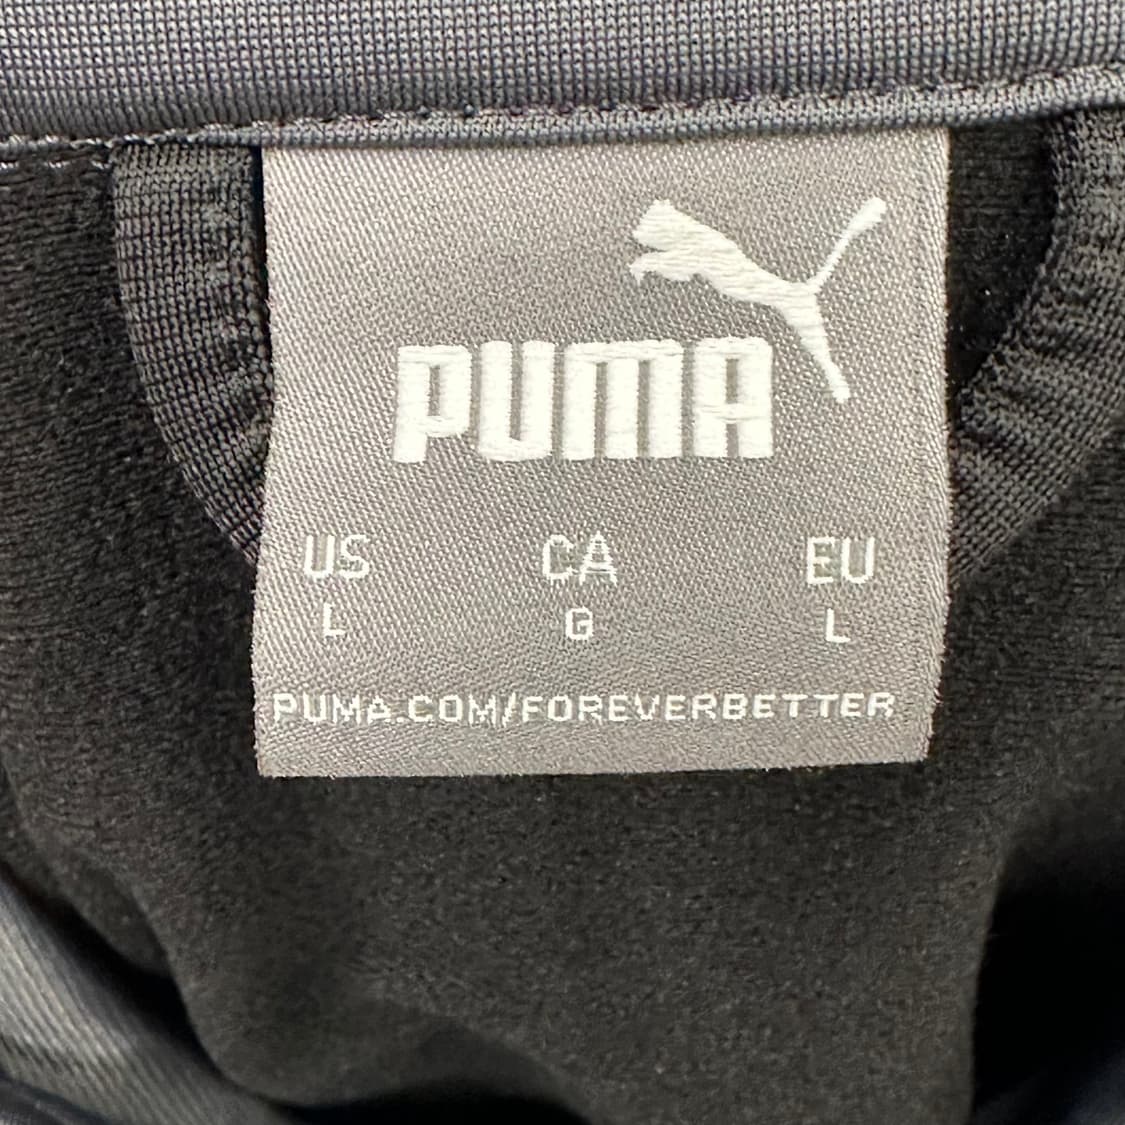 PUMA
US CA EU
L G L
PUMA.COM/FOREVERBETTER